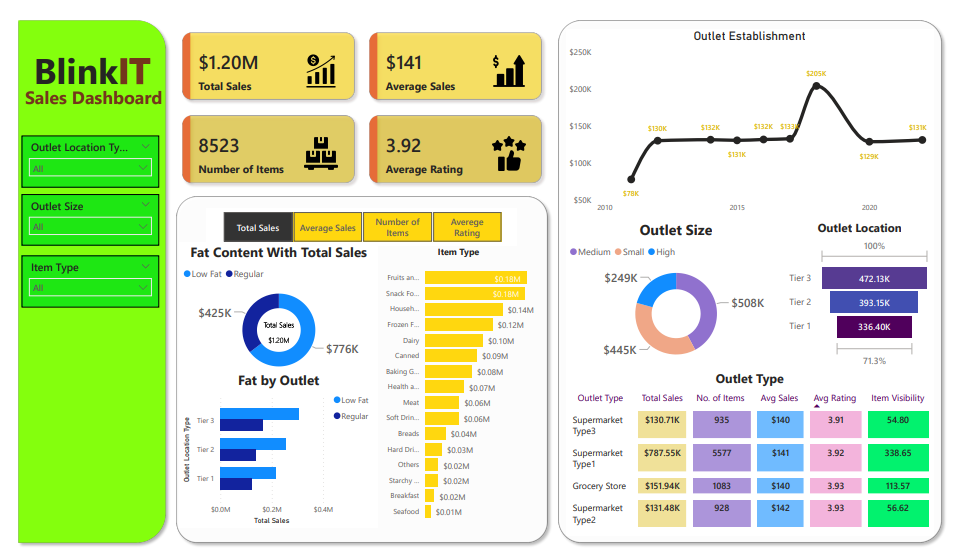 BlinkIT
Sales Dashboard
Outlet Location Ty...
All
Outlet Size
All
Item Type
All
$1.20M
Total Sales
$141
Average Sales
8523
Number of Items
3.92
Average Rating
Total Sales
Average Sales
Number of
Items
Averege
Rating
Fat Content With Total Sales
Low Fat Regular
$425K
Total Sales
$1.20M
$776K
Fat by Outlet
Low Fat
Regular
Outlet Location Type
Tier 3
Tier 2
Tier 1
$0.0M $0.2M $0.4M
Total Sales
Item Type
Fruits an... $0.18M
Snack Fo... $0.18M
Househ... $0.14M
Frozen F... $0.12M
Dairy $0.10M
Canned $0.09M
Baking G... $0.08M
Health a... $0.07M
Meat $0.06M
Soft Drin... $0.06M
Breads $0.04M
Hard Dri... $0.03M
Others $0.02M
Starchy ... $0.02M
Breakfast $0.02M
Seafood $0.01M
Outlet Establishment
$250K
$200K
$150K
$100K
$50K
$78K
$130K
$132K
$131K
$132K
$133K
$205K
$129K
$131K
2010 2015 2020
Outlet Size
Medium Small High
$249K
$508K
$445K
Outlet Location
100%
Tier 3 472.13K
Tier 2 393.15K
Tier 1 336.40K
71.3%
Outlet Type
Outlet Type Total Sales No. of Items Avg Sales Avg Rating Item Visibility
Supermarket
Type3 $130.71K 935 $140 3.91 54.80
Supermarket
Type1 $787.55K 5577 $141 3.92 338.65
Grocery Store $151.94K 1083 $140 3.93 113.57
Supermarket
Type2 $131.48K 928 $142 3.93 56.62